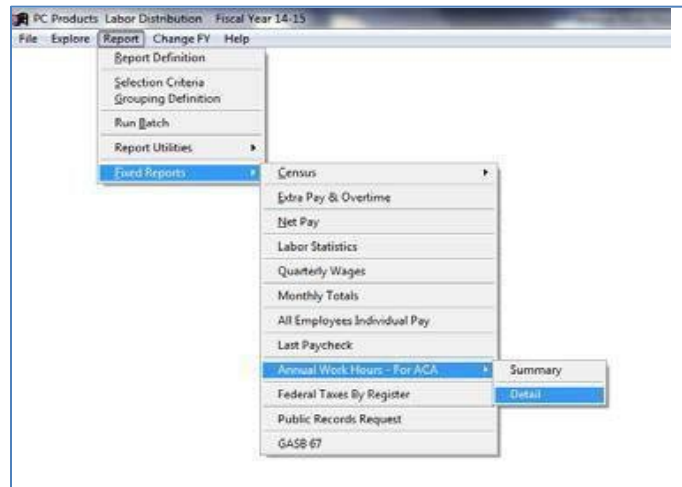 PC Products Labor Distribution Fiscal Year 14-15
File Explore Report Change FY Help
Report Definition
Selection Criteria
Grouping Definition
Run Batch
Report Utilities
Fixed Reports
Census
Extra Pay & Overtime
Net Pay
Labor Statistics
Quarterly Wages
Monthly Totals
All Employees Individual Pay
Last Paycheck
Annual Work Hours - For ACA
Summary
Detail
Federal Taxes By Register
Public Records Request
GASB 67